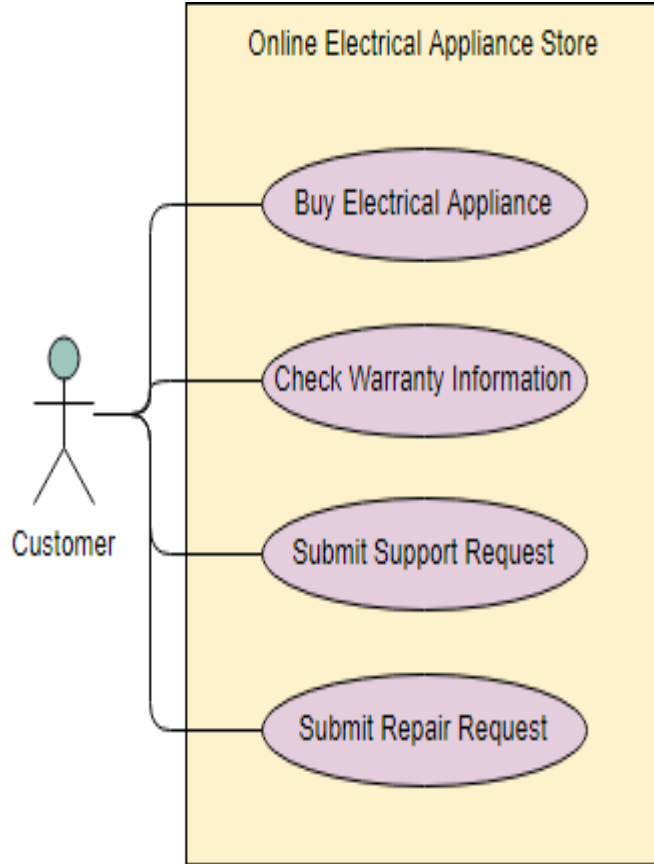 Online Electrical Appliance Store
Buy Electrical Appliance
Check Warranty Information
Customer
Submit Support Request
Submit Repair Request